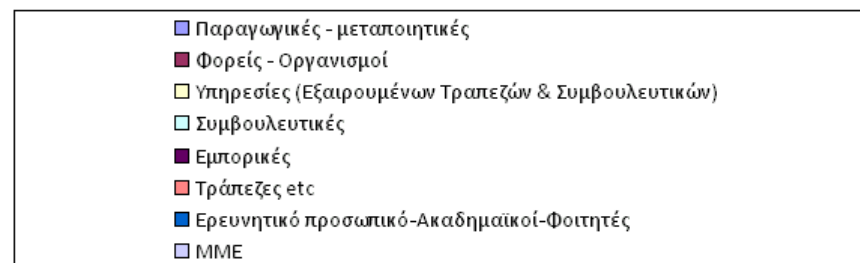 Παραγωγικές - μεταποιητικές
Φορείς - Οργανισμοί
Υπηρεσίες (Εξαιρουμένων Τραπεζών & Συμβουλευτικών)
Συμβουλευτικές
Εμπορικές
Τράπεζες etc
Ερευνητικό προσωπικό-Ακαδημαϊκοί-Φοιτητές
ΜΜΕ